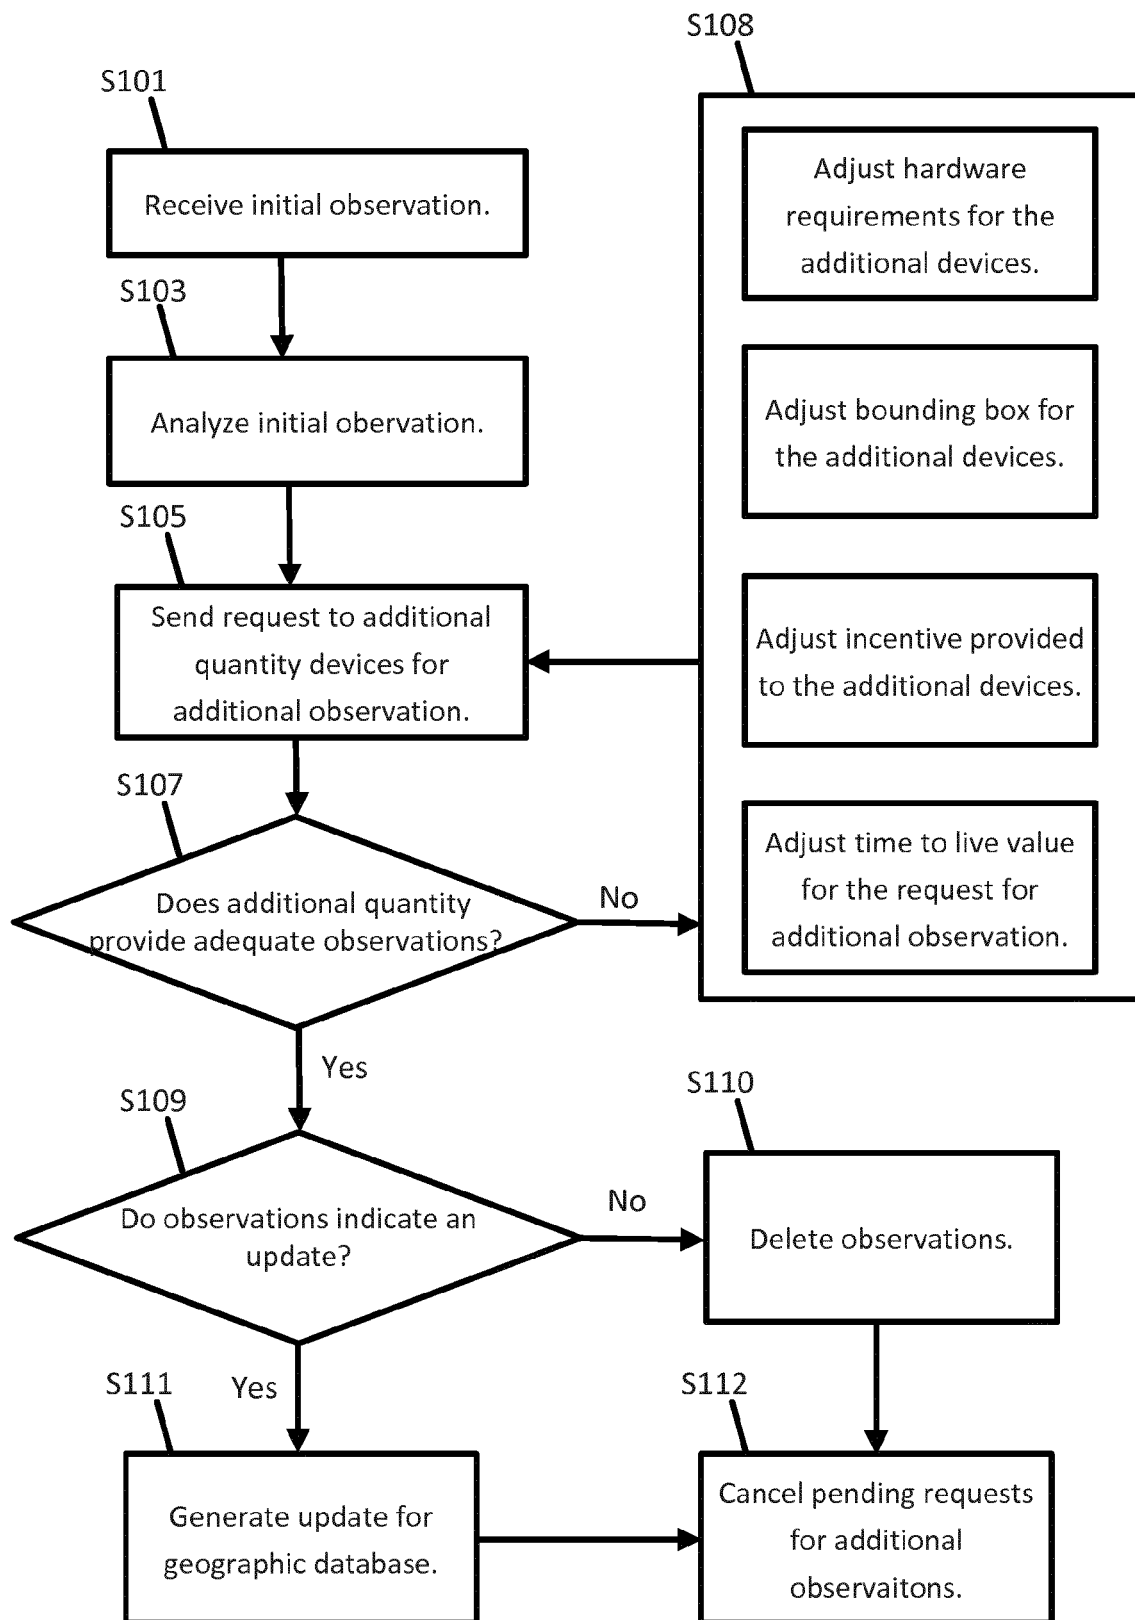 S101
Receive initial observation.
S103
Analyze initial obervation.
S105
Send request to additional
quantity devices for
additional observation.
S107
Does additional quantity
provide adequate observations?
No
Yes
S108
Adjust hardware
requirements for the
additional devices.
Adjust bounding box for
the additional devices.
Adjust incentive provided
to the additional devices.
Adjust time to live value
for the request for
additional observation.
S109
Do observations indicate an
update?
No
Yes
S110
Delete observations.
S111
Generate update for
geographic database.
S112
Cancel pending requests
for additional
observaitons.